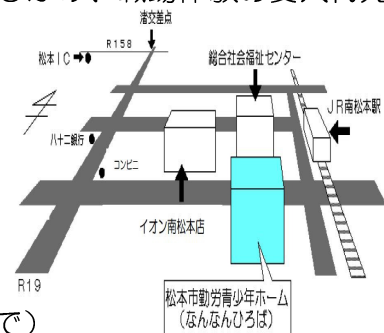 渚交差点
R158
松本IC
総合社会福祉センター
JR南松本駅
八十二銀行
コンビニ
イオン南松本店
R19
松本市勤労青少年ホーム
(なんなんひろば)
で)